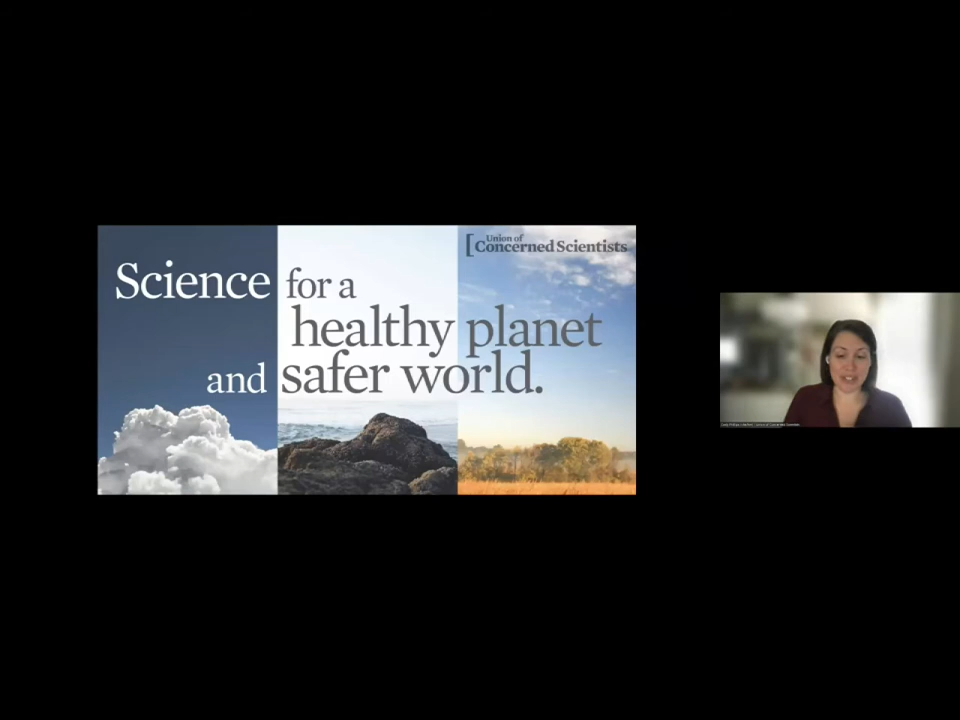 Science for a
healthy planet
and safer world.
Union of
Concerned Scientists